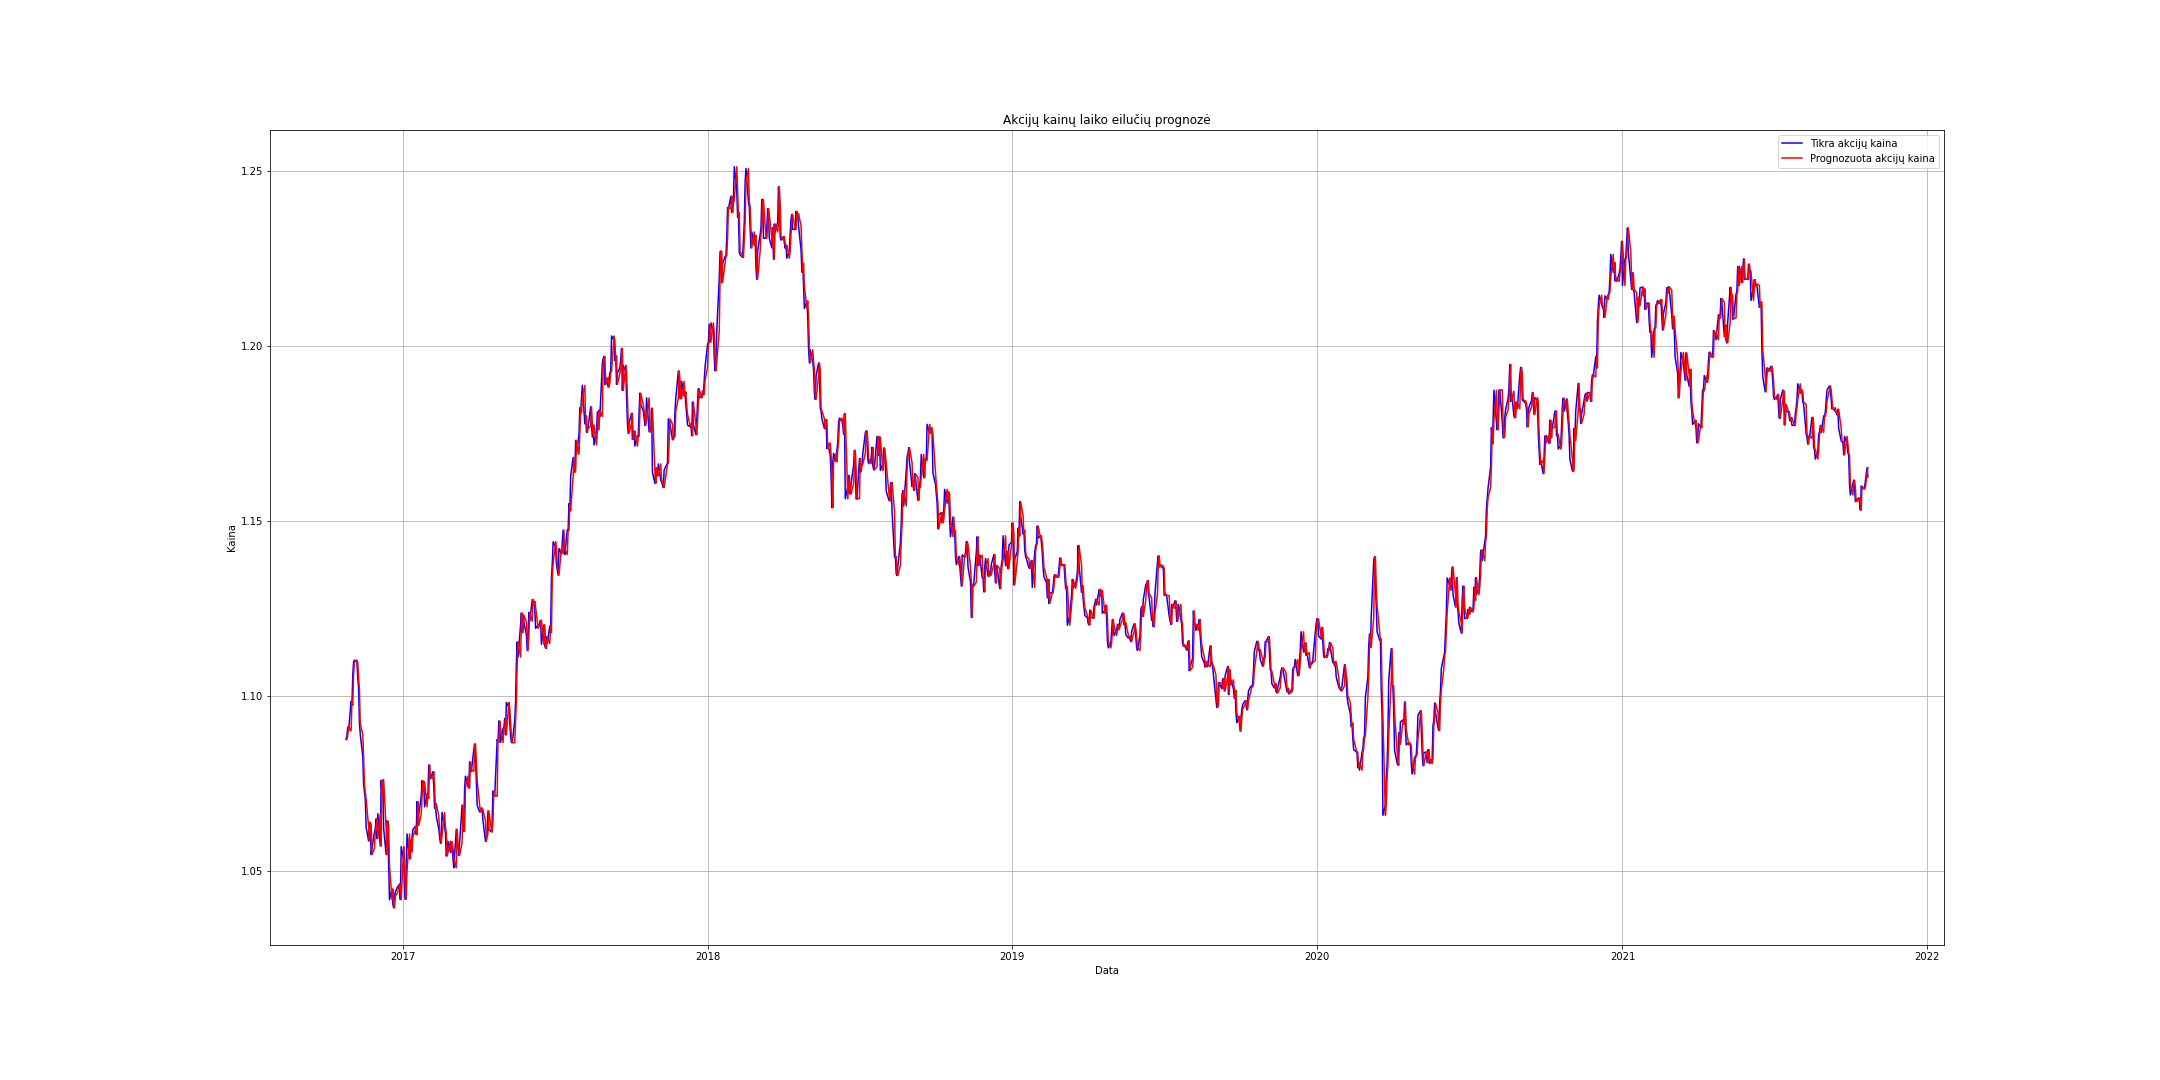 Akcijų kainų laiko eilučių prognozė
Tikra akcijų kaina
Prognozuota akcijų kaina
1.25
1.20
1.15
1.10
1.05
Kaina
2017
2018
2019
2020
2021
2022
Data